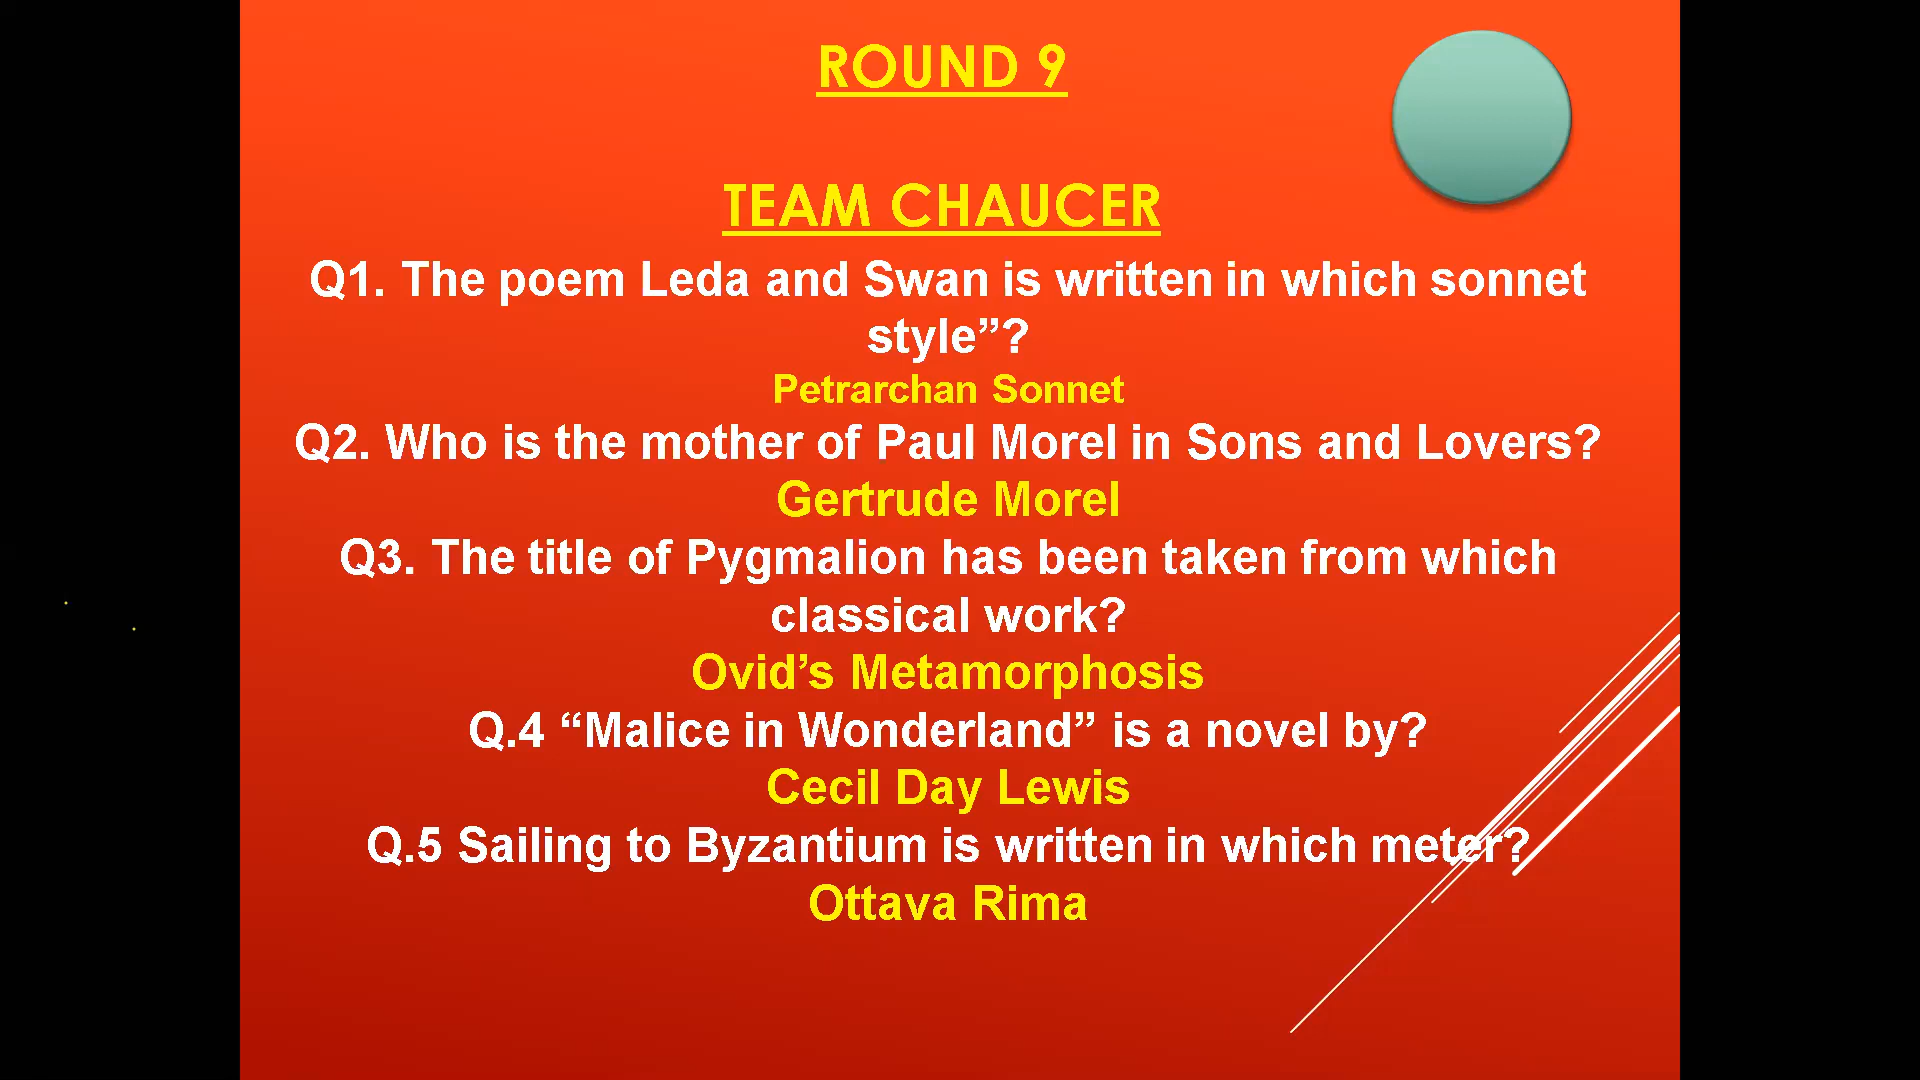 ROUND 9
TEAM CHAUCER
Q1. The poem Leda and Swan is written in which sonnet
style”?
Petrarchan Sonnet
Q2. Who is the mother of Paul Morel in Sons and Lovers?
Gertrude Morel
Q3. The title of Pygmalion has been taken from which
classical work?
Ovid’s Metamorphosis
Q.4 “Malice in Wonderland” is a novel by?
Cecil Day Lewis
Q.5 Sailing to Byzantium is written in which meter?
Ottava Rima